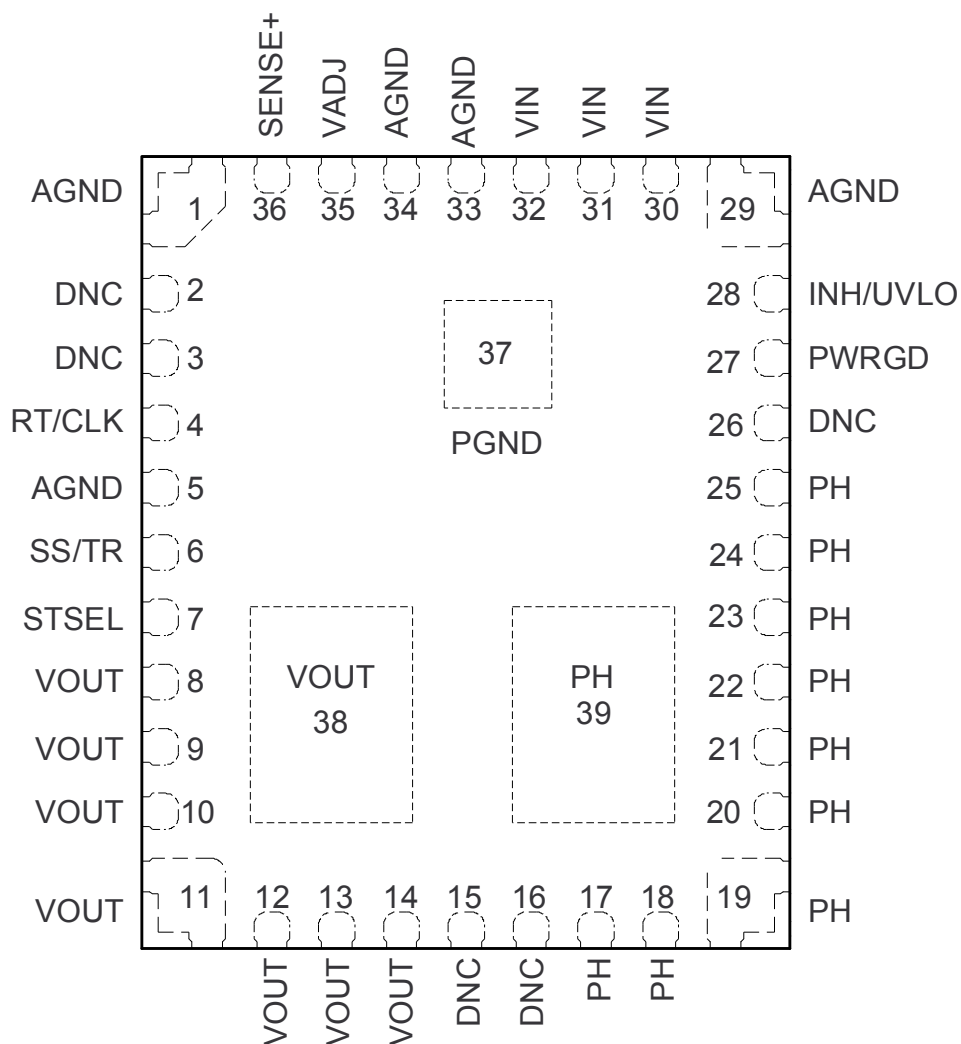 SENSE+
VADJ
AGND
AGND
VIN
VIN
VIN
AGND
1
36
35
34
33
32
31
30
29
AGND
DNC
2
28
INH/UVLO
DNC
3
37
27
PWRGD
RT/CLK
4
PGND
26
DNC
AGND
5
25
PH
SS/TR
6
24
PH
STSEL
7
23
PH
VOUT
8
VOUT
38
PH
39
22
PH
VOUT
9
21
PH
VOUT
10
20
PH
VOUT
11
12
13
14
15
16
17
18
19
PH
VOUT
VOUT
VOUT
DNC
DNC
PH
PH